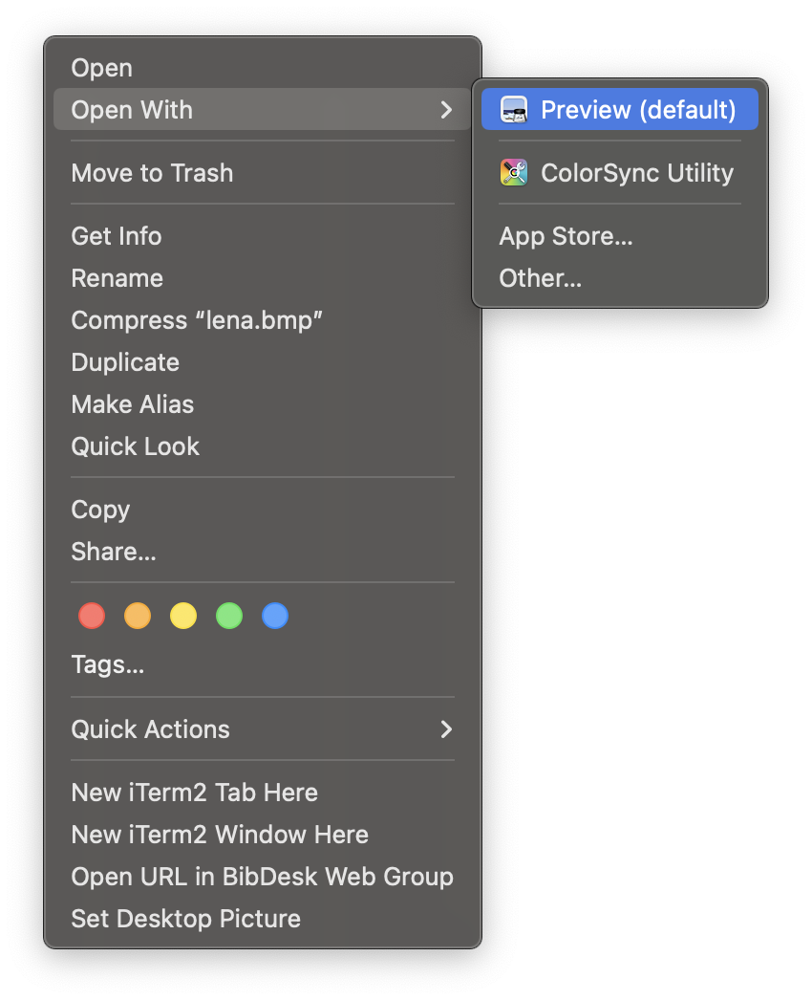 Open
Open With
Preview (default)
ColorSync Utility
App Store...
Other...
Move to Trash
Get Info
Rename
Compress “lena.bmp”
Duplicate
Make Alias
Quick Look
Copy
Share...
Tags...
Quick Actions
New iTerm2 Tab Here
New iTerm2 Window Here
Open URL in BibDesk Web Group
Set Desktop Picture